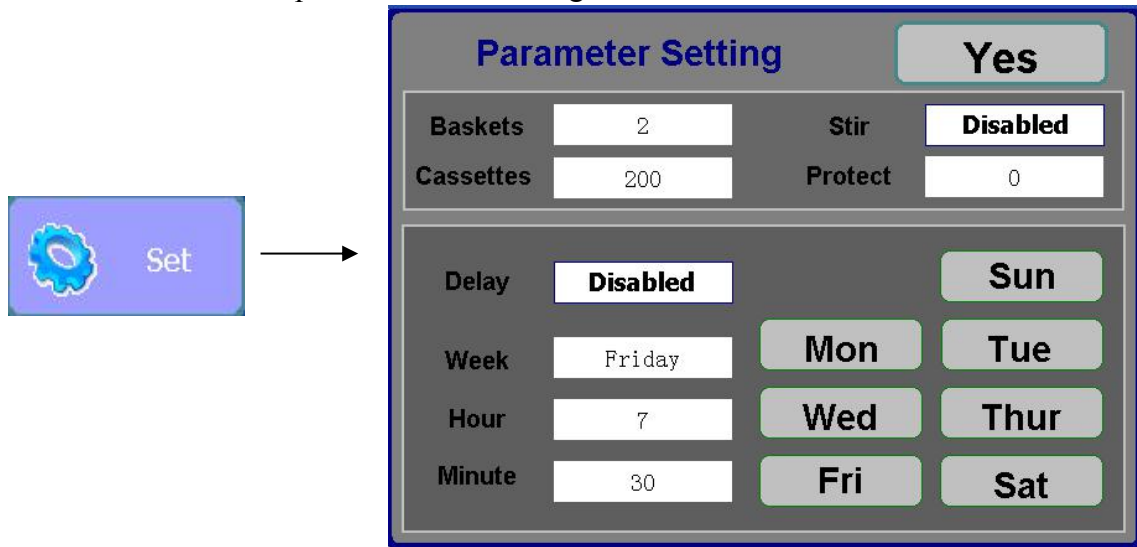 Parameter Setting Yes
Baskets 2 Stir Disabled
Cassettes 200 Protect 0
Set
Delay Disabled Sun
Week Friday Mon Tue
Hour 7 Wed Thur
Minute 30 Fri Sat